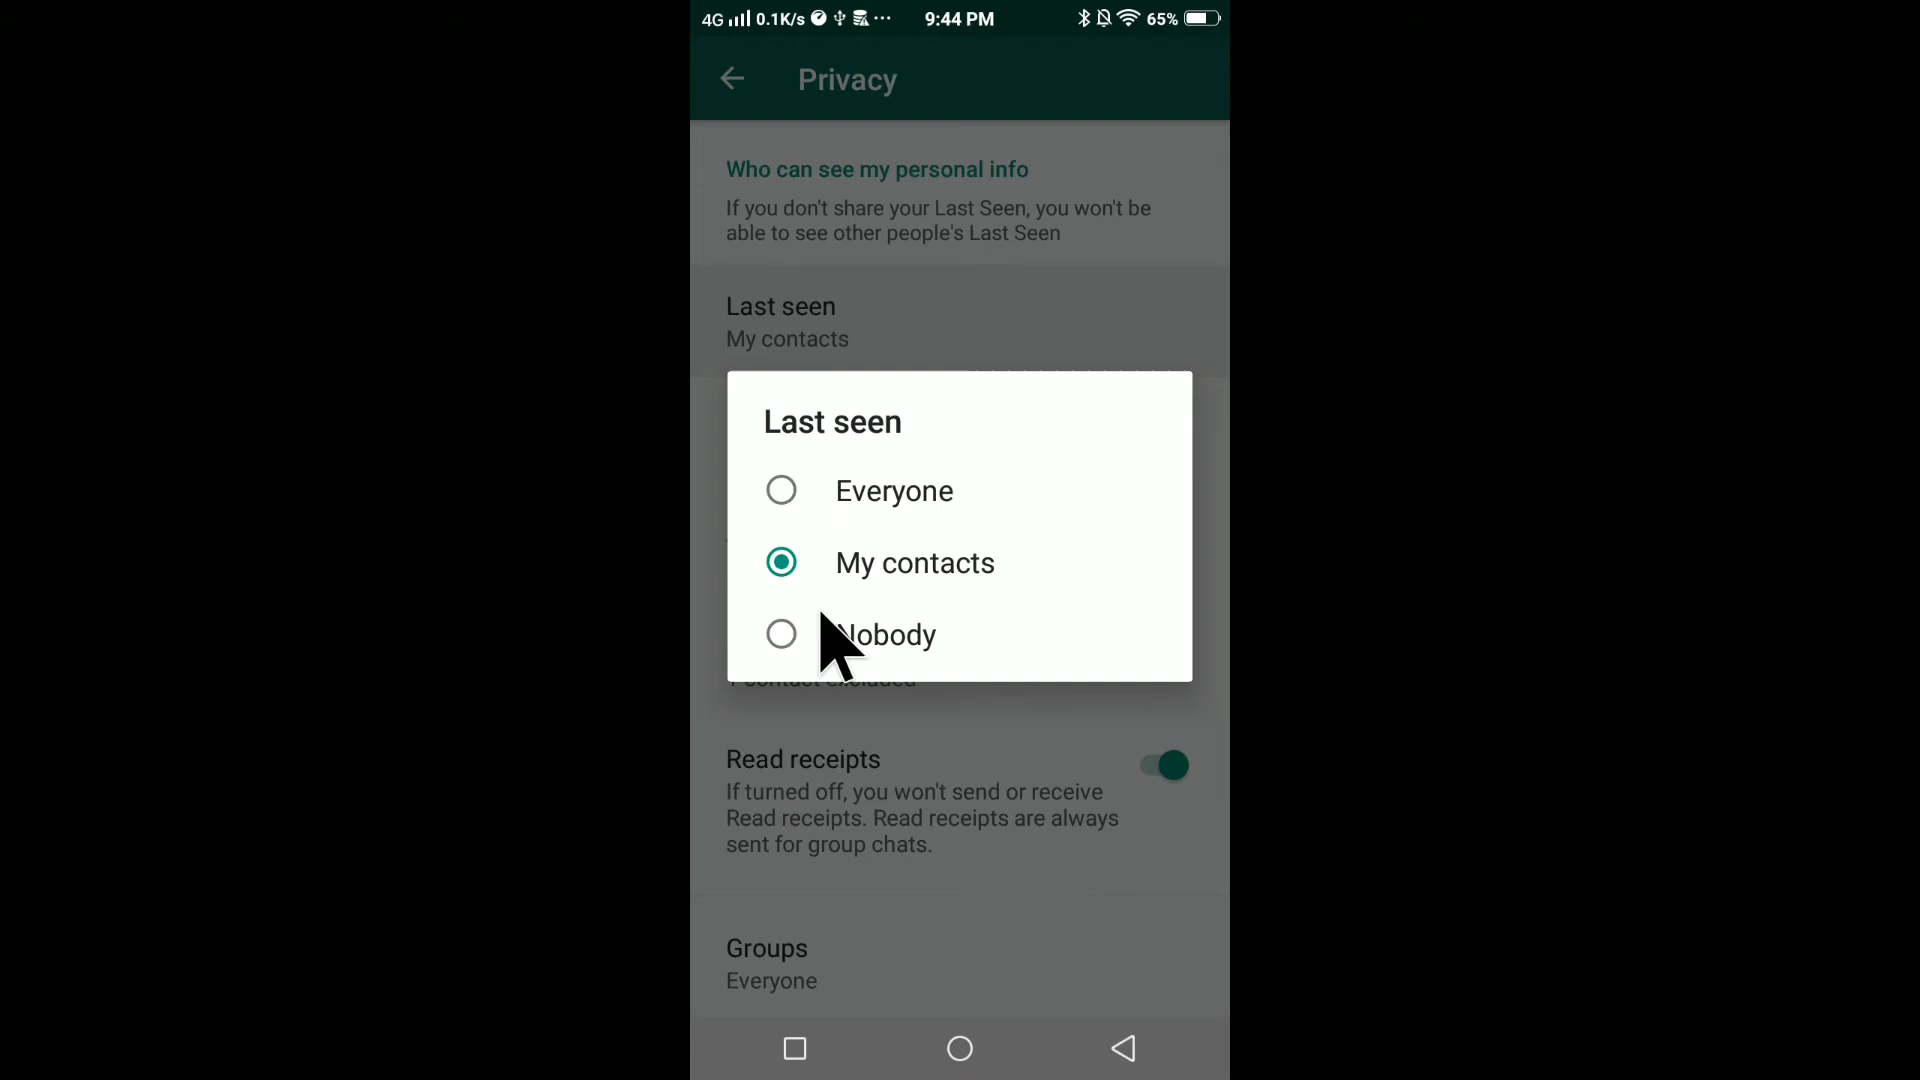 4G 0.1K/s ... 9:44 PM 65%
Privacy
Who can see my personal info
If you don't share your Last Seen, you won't be
able to see other people's Last Seen
Last seen
My contacts
Last seen
Everyone
My contacts
Nobody
1 contact excluded
Read receipts
If turned off, you won't send or receive
Read receipts. Read receipts are always
sent for group chats.
Groups
Everyone